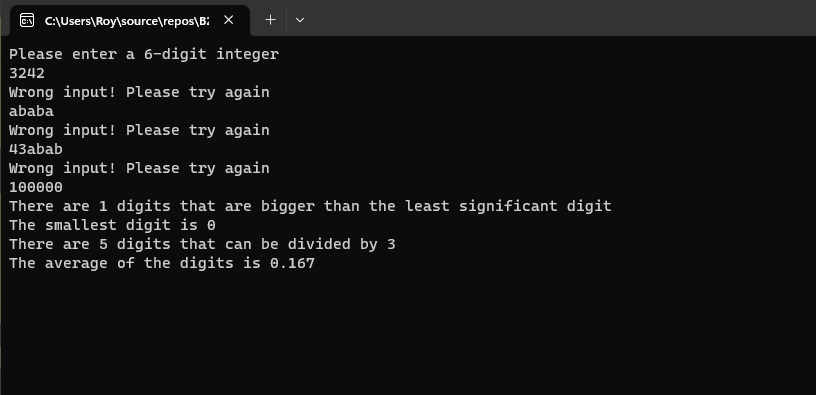 C:\Users\Roy\source\repos\B2
Please enter a 6-digit integer
3242
Wrong input! Please try again
ababa
Wrong input! Please try again
43abab
Wrong input! Please try again
100000
There are 1 digits that are bigger than the least significant digit
The smallest digit is 0
There are 5 digits that can be divided by 3
The average of the digits is 0.167